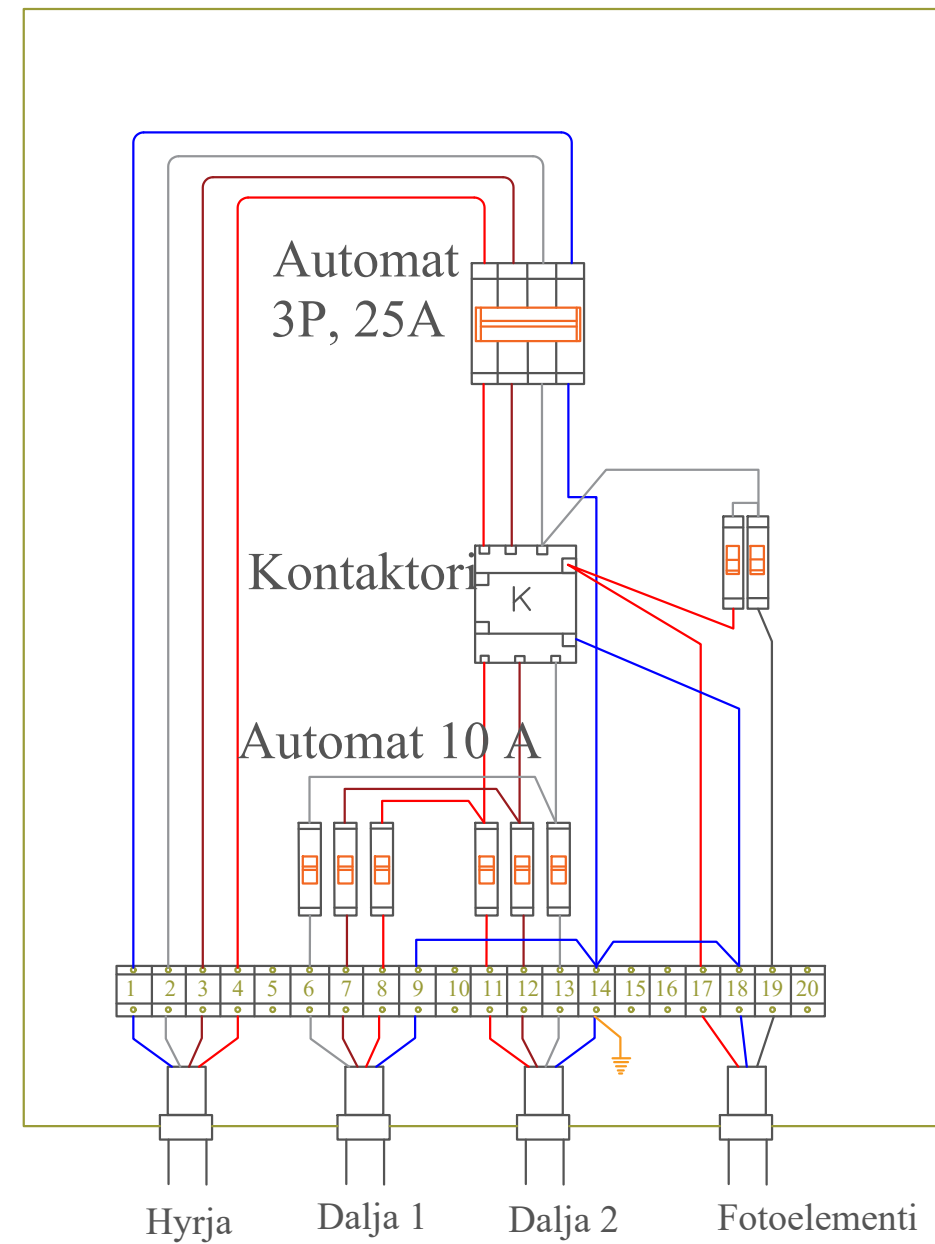 Automat
3P, 25A
Kontaktori
K
Automat 10 A
1 2 3 4 5 6 7 8 9 10 11 12 13 14 15 16 17 18 19 20
Hyrja Dalja 1 Dalja 2 Fotoelementi